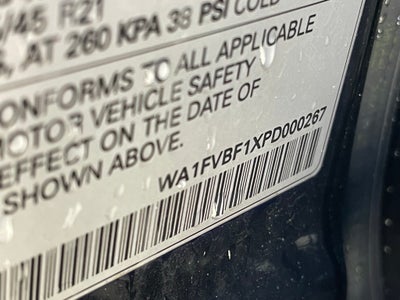 /45 R21
, AT 260 KPA 38 PSI COLD
ONFORMS TO ALL APPLICABLE
MOTOR VEHICLE SAFETY
EFFECT ON THE DATE OF
SHOWN ABOVE.
WA1FVBF1XPD000267